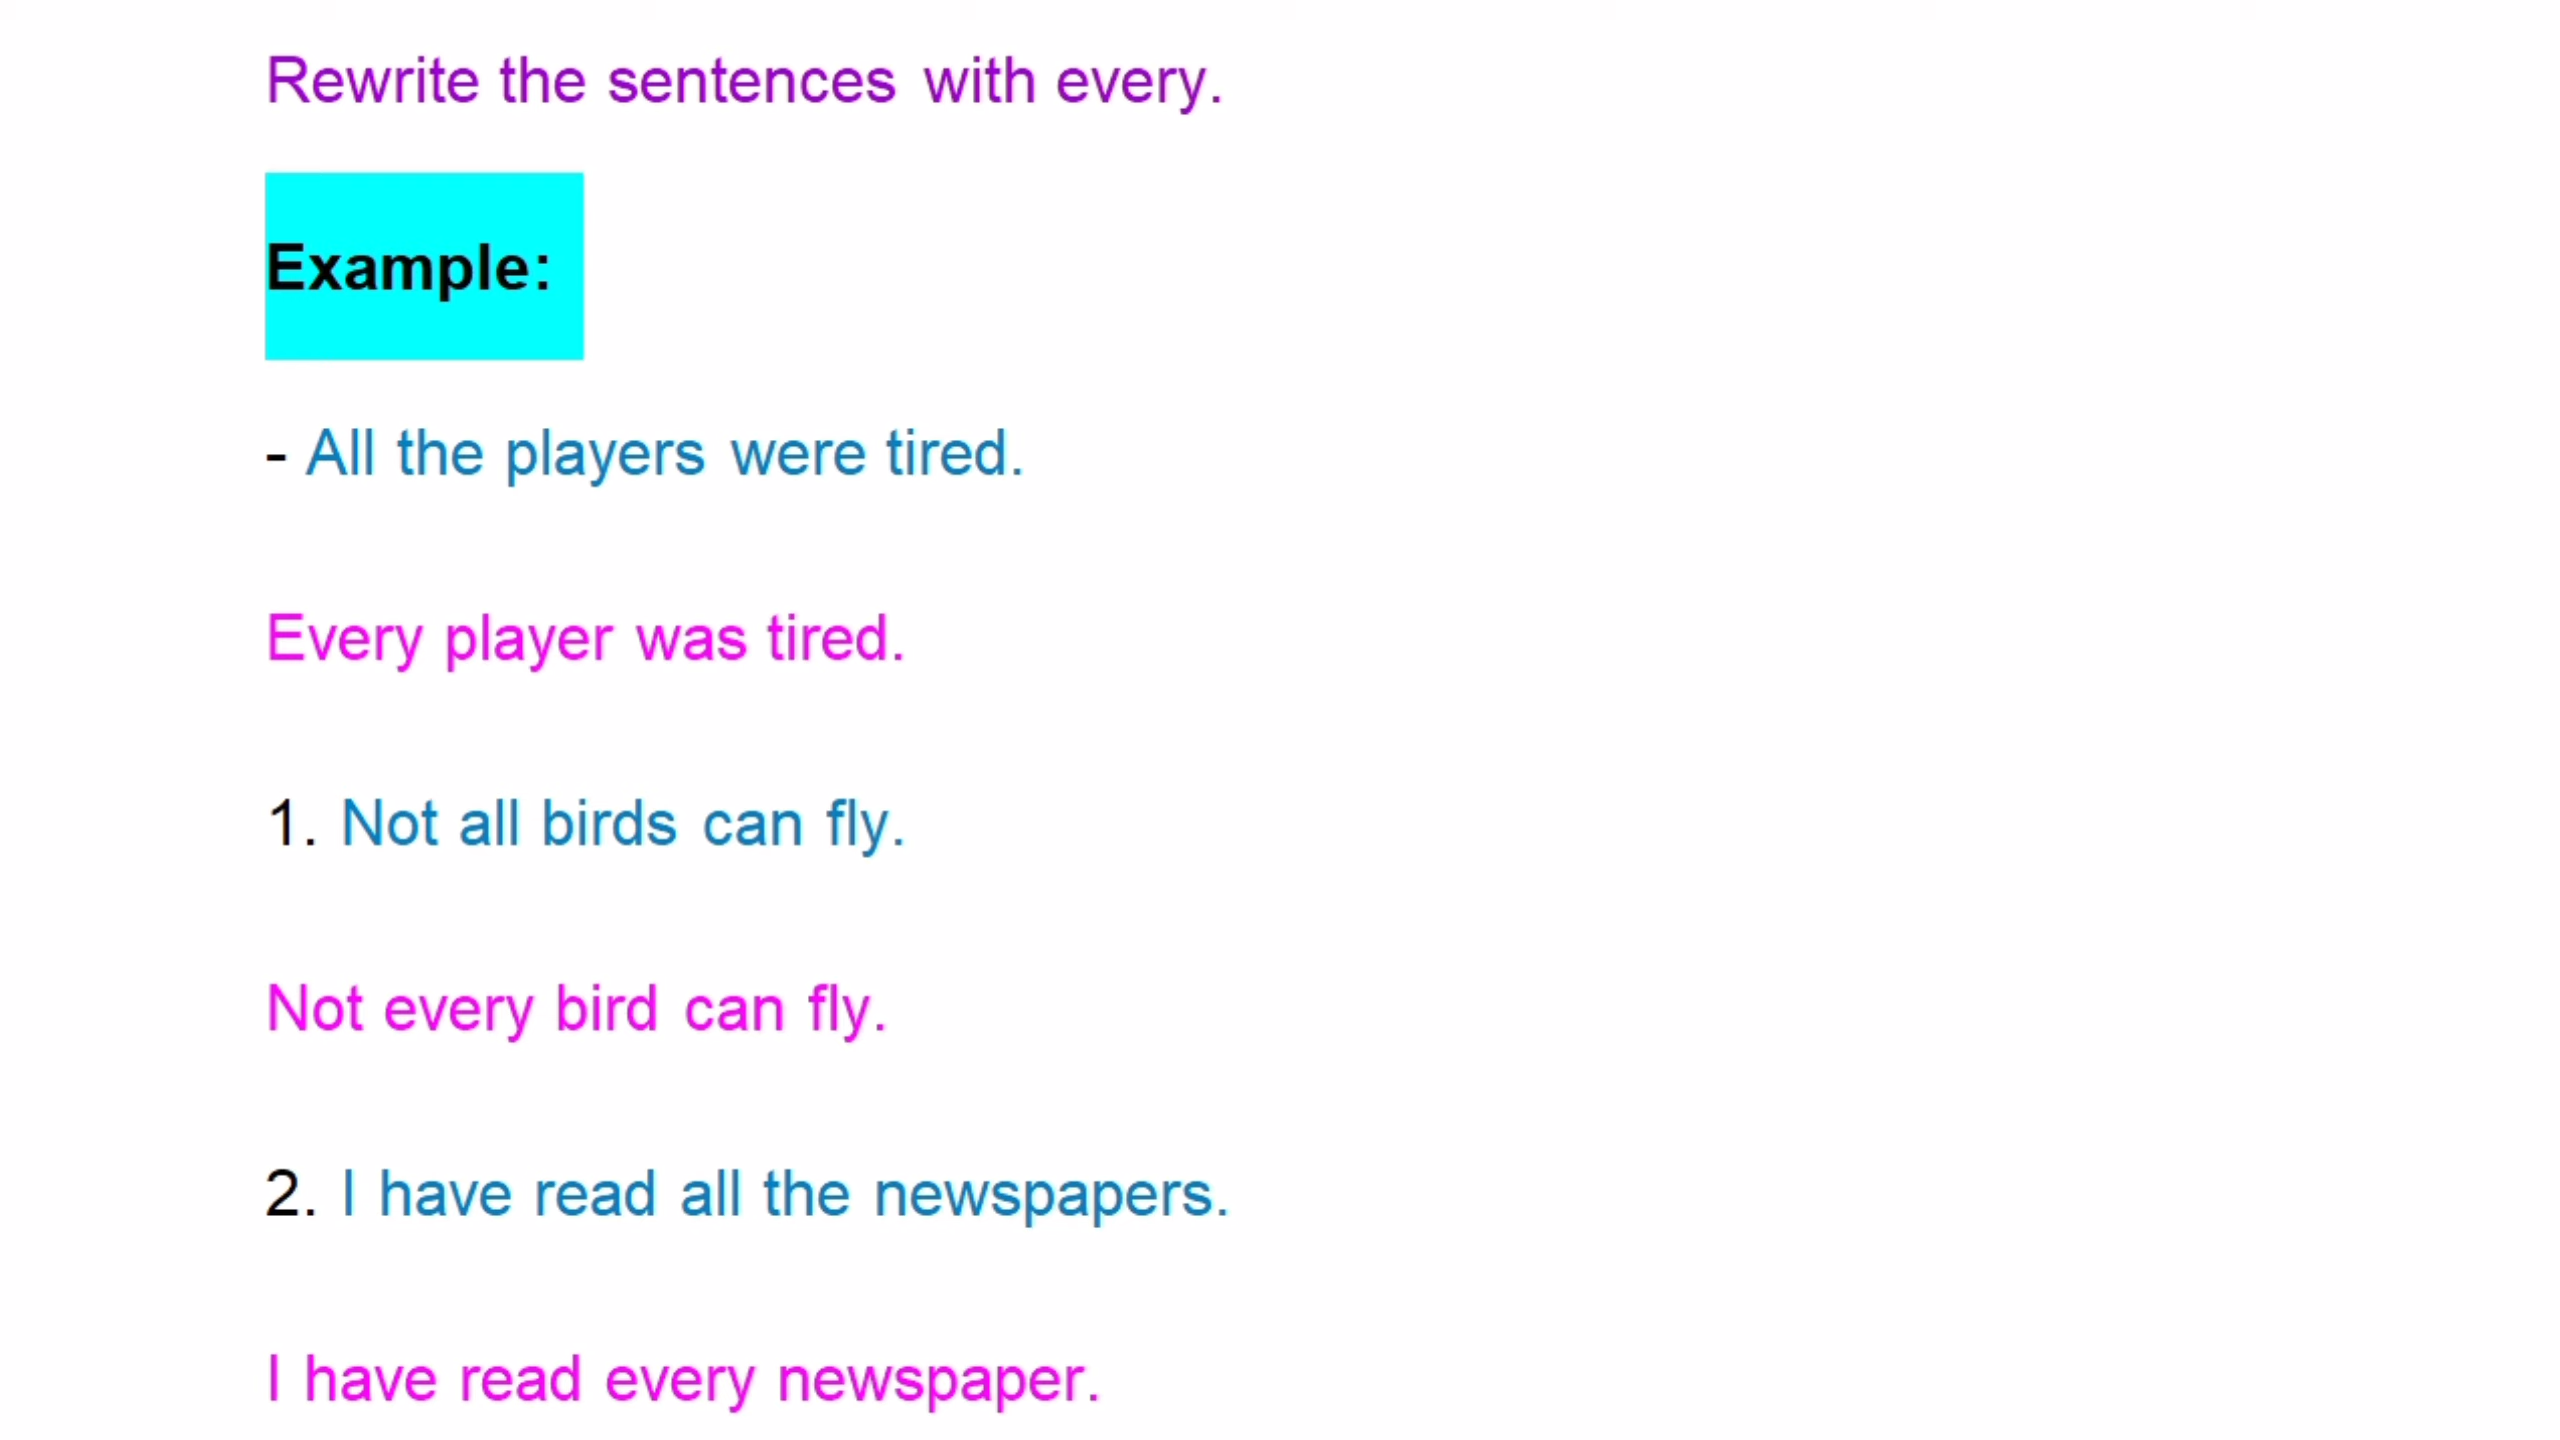 Rewrite the sentences with every.
Example:
- All the players were tired.
Every player was tired.
1. Not all birds can fly.
Not every bird can fly.
2. I have read all the newspapers.
I have read every newspaper.